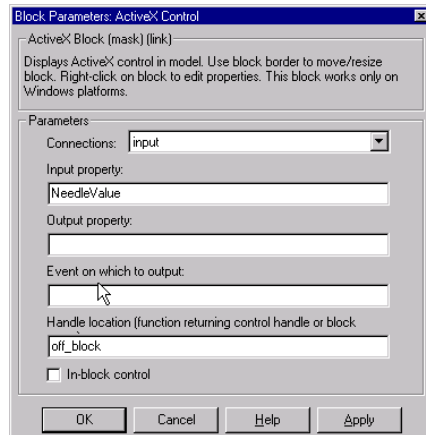 Block Parameters: ActiveX Control
ActiveX Block (mask) (link)
Displays ActiveX control in model. Use block border to move/resize
block. Right-click on block to edit properties. This block works only on
Windows platforms.
Parameters
Connections: input
Input property:
NeedleValue
Output property:
Event on which to output:
Handle location (function returning control handle or block
off_block
In-block control
OK Cancel Help Apply